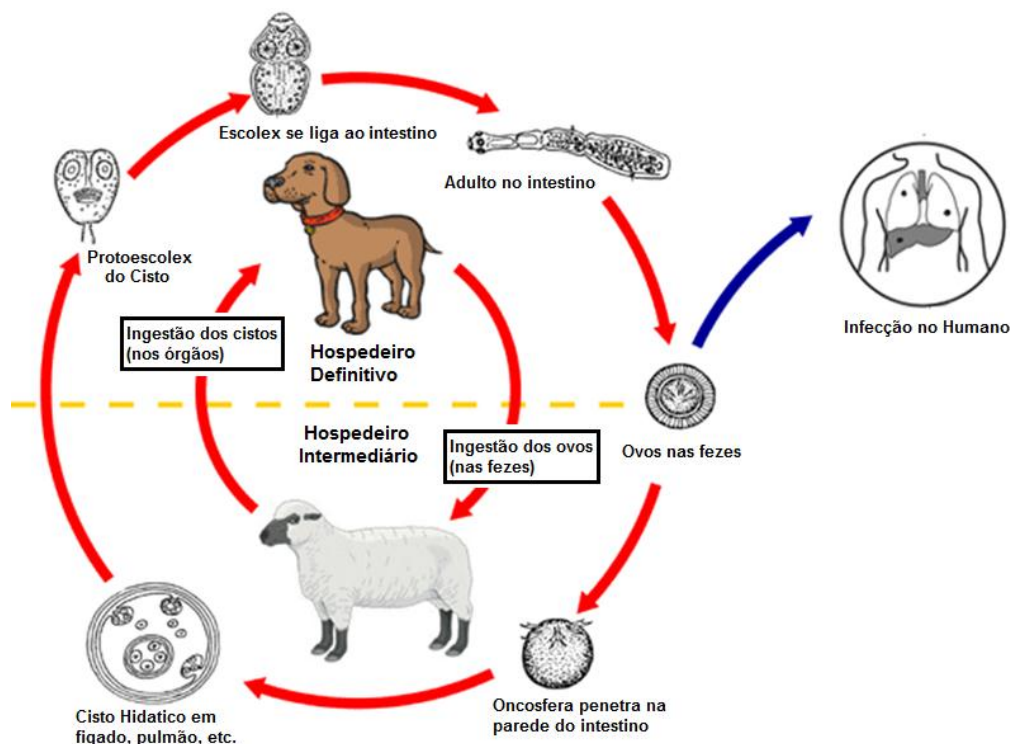 Escolex se liga ao intestino
Adulto no intestino
Protoescolex
do Cisto
Infecção no Humano
Ingestão dos cistos
(nos órgãos)
Hospedeiro
Definitivo
Hospedeiro
Intermediário
Ingestão dos ovos
(nas fezes)
Ovos nas fezes
Cisto Hidatico em
figado, pulmão, etc.
Oncosfera penetra na
parede do intestino